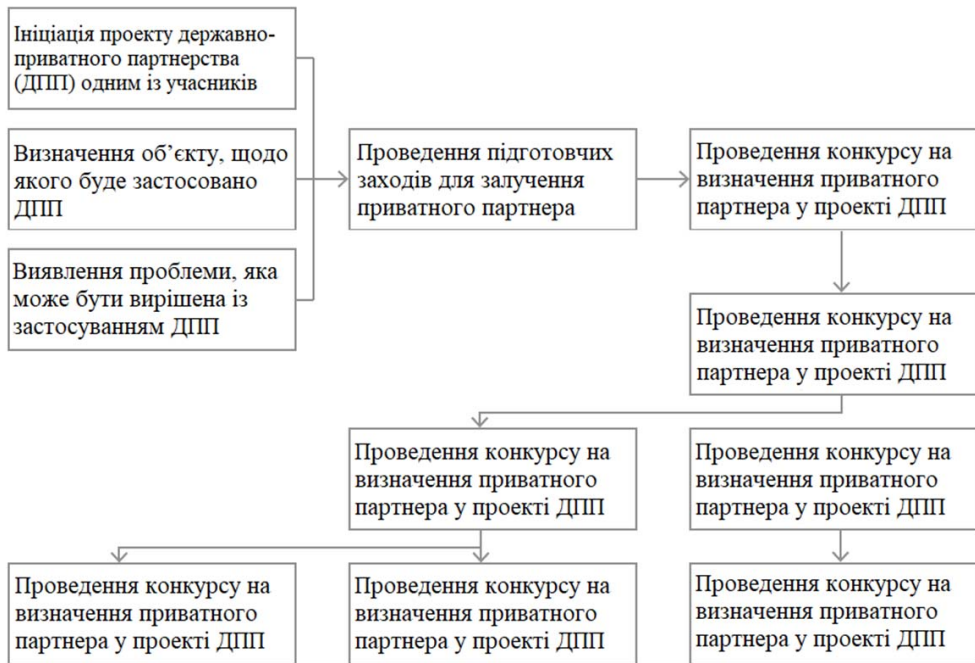 Ініціація проекту державно-
приватного партнерства
(ДПП) одним із учасників
Визначення об’єкту, щодо
якого буде застосовано
ДПП
Виявлення проблеми, яка
може бути вирішена із
застосуванням ДПП
Проведення підготовчих
заходів для залучення
приватного партнера
Проведення конкурсу на
визначення приватного
партнера у проекті ДПП
Проведення конкурсу на
визначення приватного
партнера у проекті ДПП
Проведення конкурсу на
визначення приватного
партнера у проекті ДПП
Проведення конкурсу на
визначення приватного
партнера у проекті ДПП
Проведення конкурсу на
визначення приватного
партнера у проекті ДПП
Проведення конкурсу на
визначення приватного
партнера у проекті ДПП
Проведення конкурсу на
визначення приватного
партнера у проекті ДПП